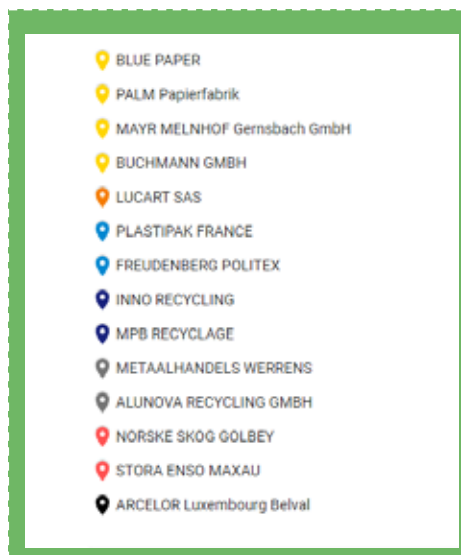 BLUE PAPER
PALM Papierfabrik
MAYR MELNHOF Gernsbach GmbH
BUCHMANN GMBH
LUCART SAS
PLASTIPAK FRANCE
FREUDENBERG POLITEX
INNO RECYCLING
MPB RECYCLAGE
METAALHANDELS WERRENS
ALUNOVA RECYCLING GMBH
NORSKE SKOG GOLBEY
STORA ENSO MAXAU
ARCELOR Luxembourg Belval